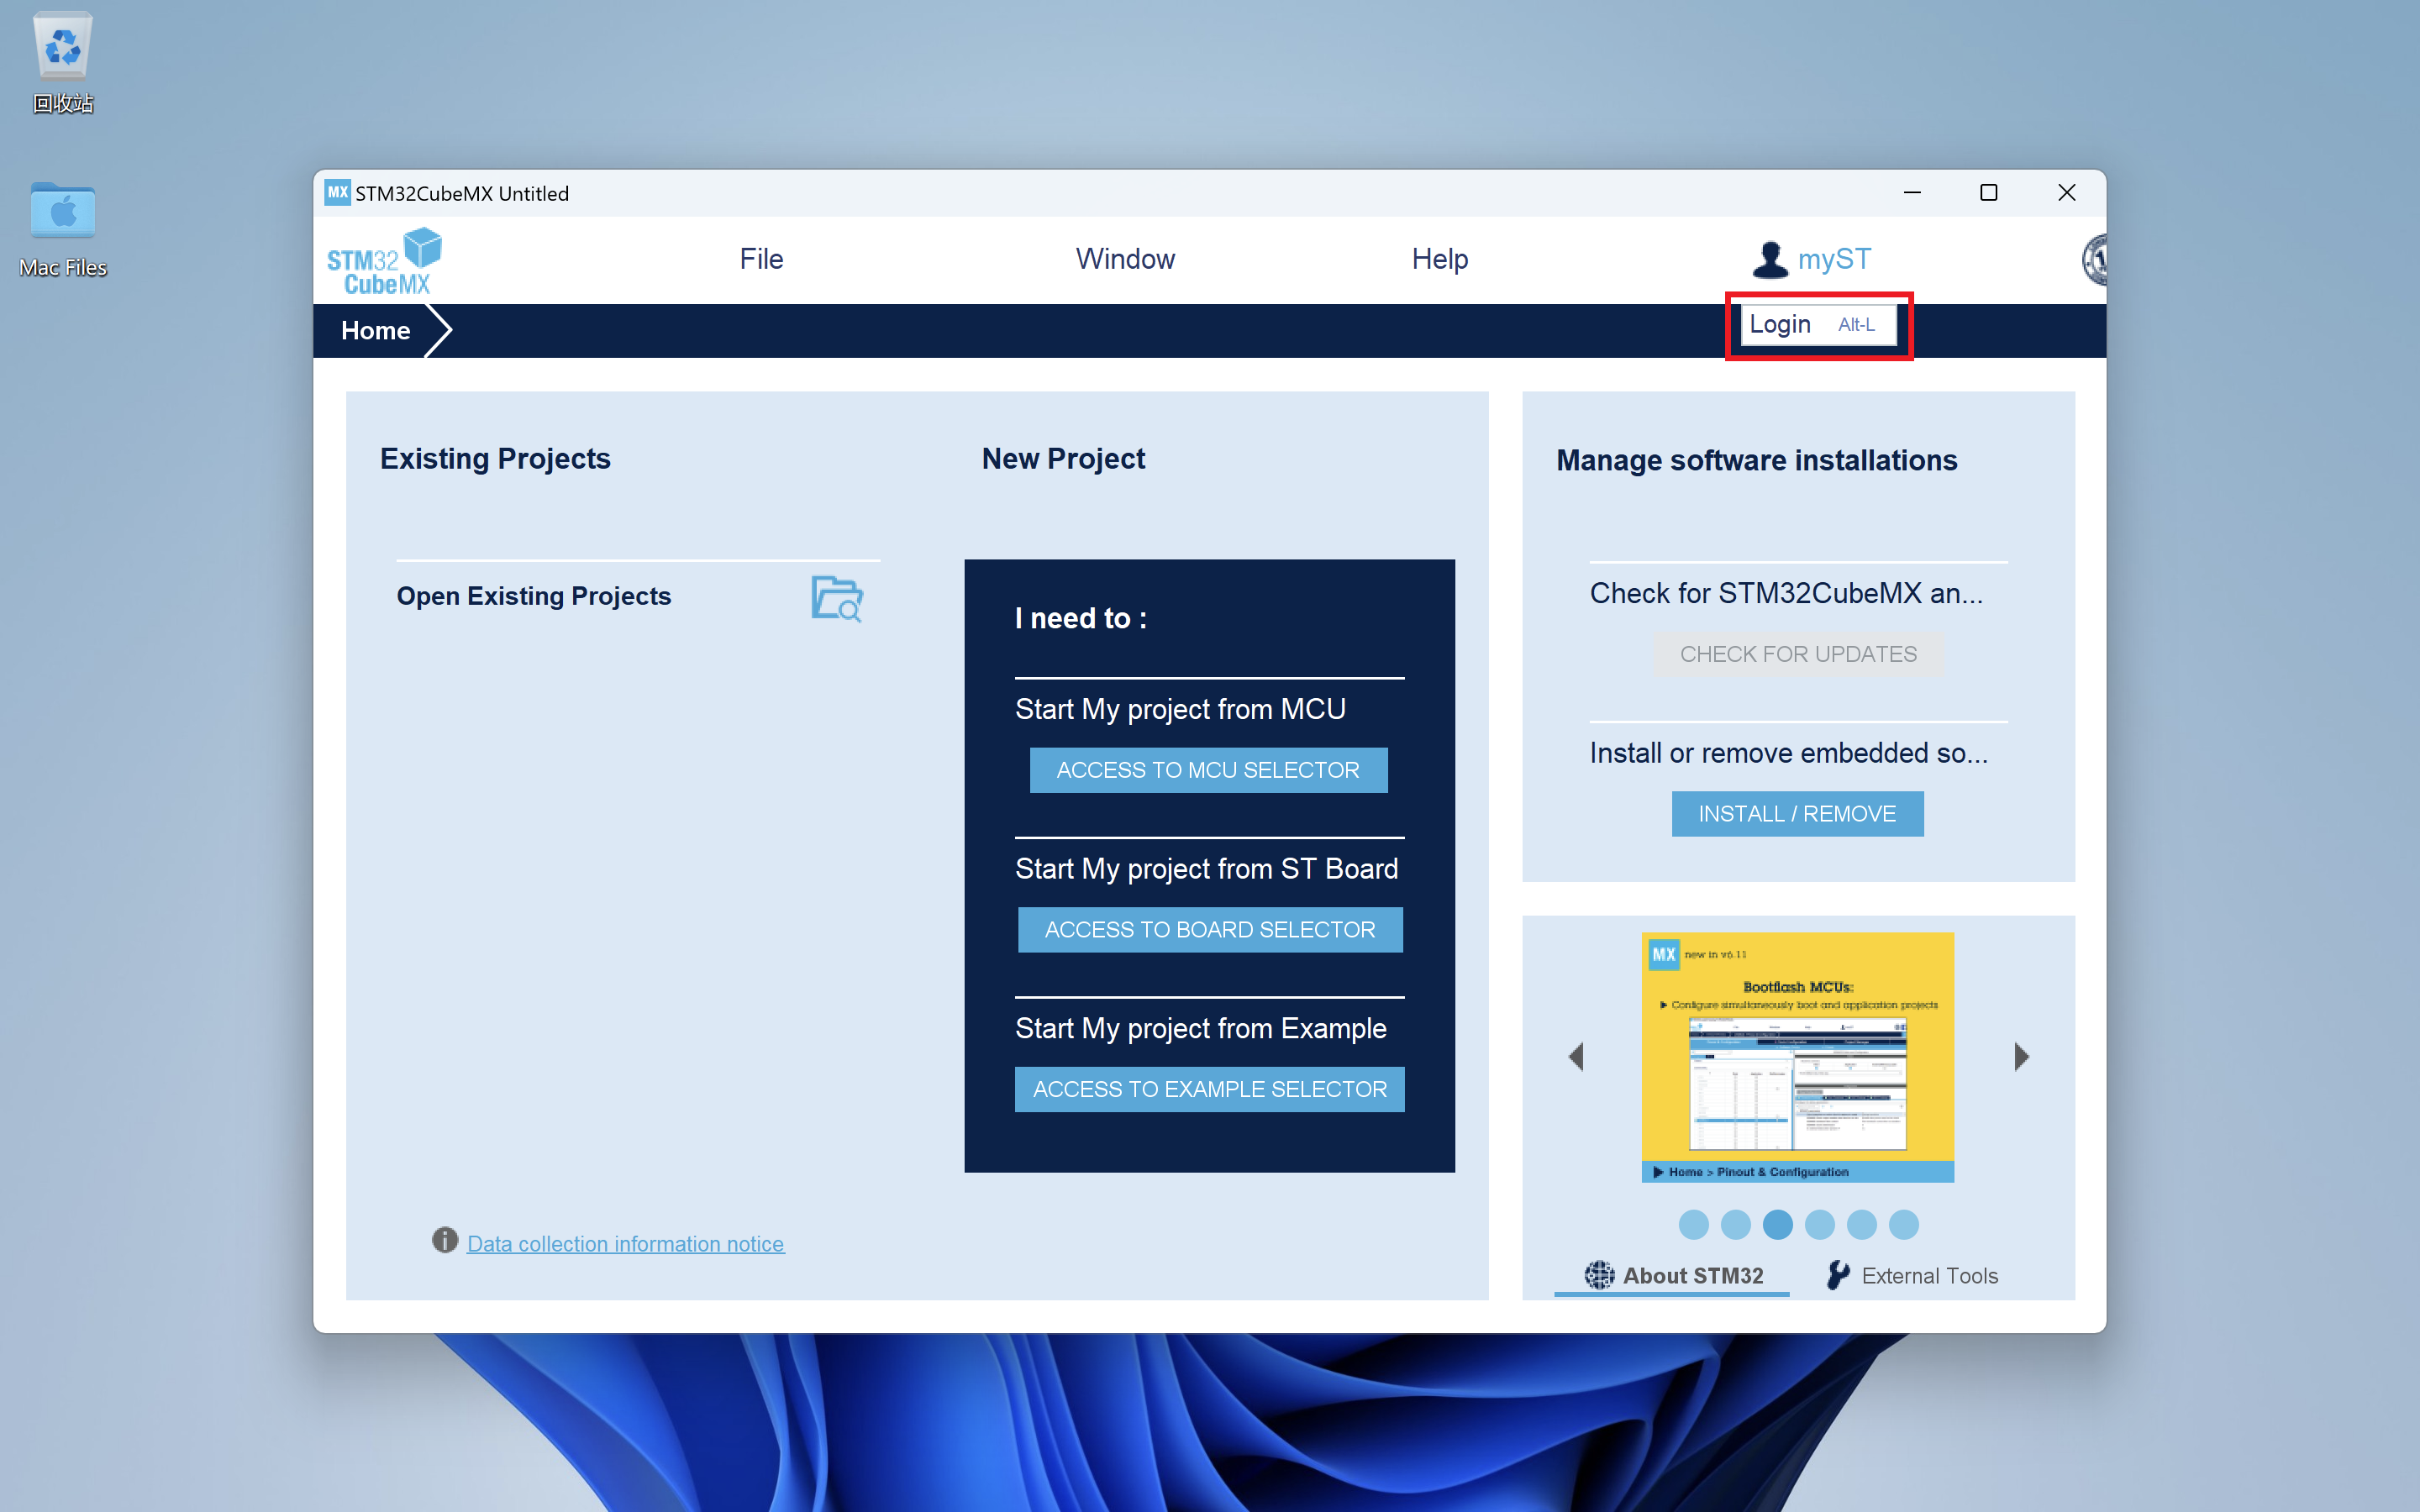 回收站
Mac Files
MX STM32CubeMX Untitled
STM32
CubeMX
File
Window
Help
myST
Home
Login Alt-L
Existing Projects
Open Existing Projects
Data collection information notice
New Project
I need to :
Start My project from MCU
ACCESS TO MCU SELECTOR
Start My project from ST Board
ACCESS TO BOARD SELECTOR
Start My project from Example
ACCESS TO EXAMPLE SELECTOR
Manage software installations
Check for STM32CubeMX an...
CHECK FOR UPDATES
Install or remove embedded so...
INSTALL / REMOVE
MX new in v6.11
Bootflash MCUs:
Configure simultaneously boot and application projects
Home > Pinout & Configuration
About STM32
External Tools